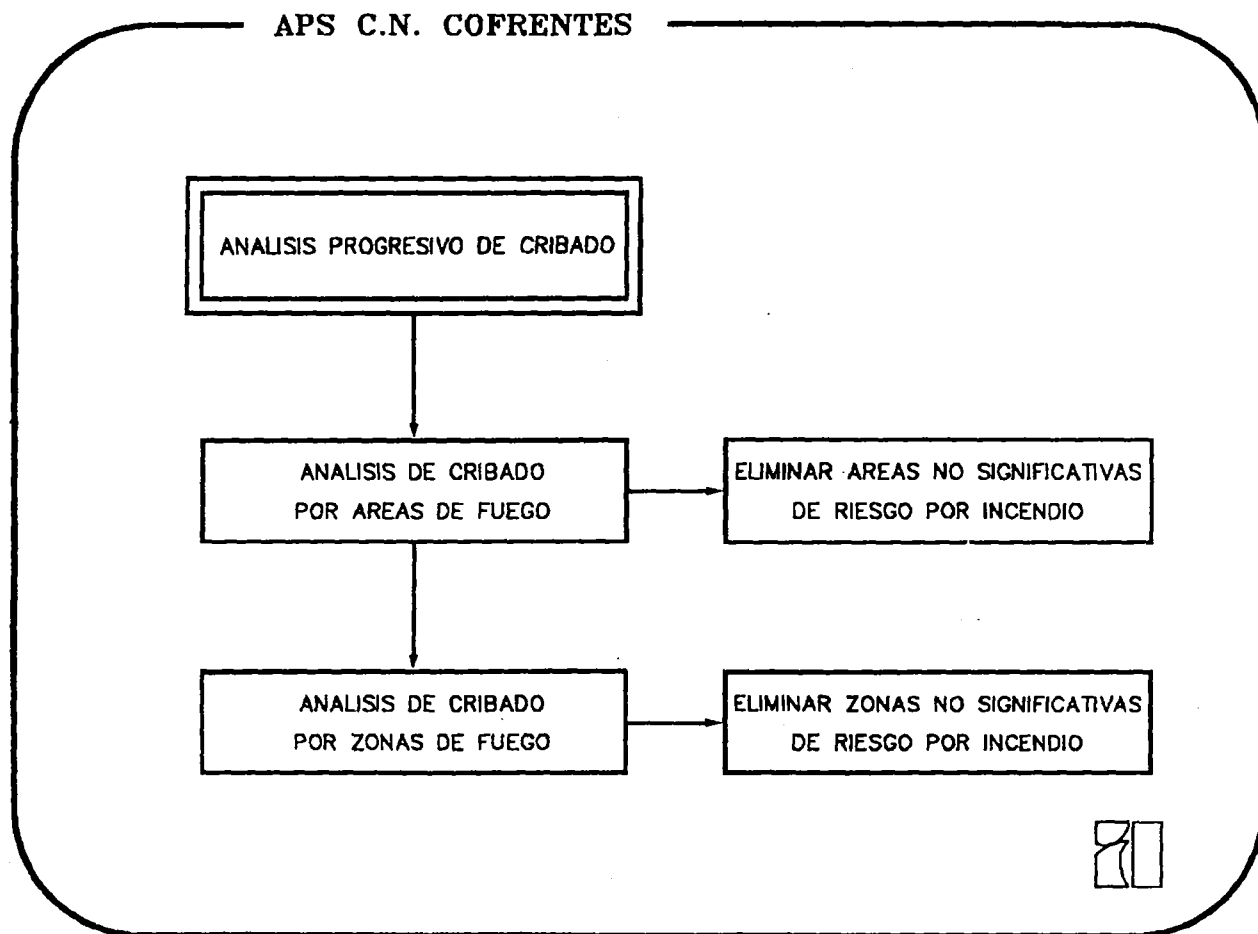 APS C.N. COFRENTES
ANALISIS PROGRESIVO DE CRIBADO
ANALISIS DE CRIBADO
POR AREAS DE FUEGO
ELIMINAR AREAS NO SIGNIFICATIVAS
DE RIESGO POR INCENDIO
ANALISIS DE CRIBADO
POR ZONAS DE FUEGO
ELIMINAR ZONAS NO SIGNIFICATIVAS
DE RIESGO POR INCENDIO